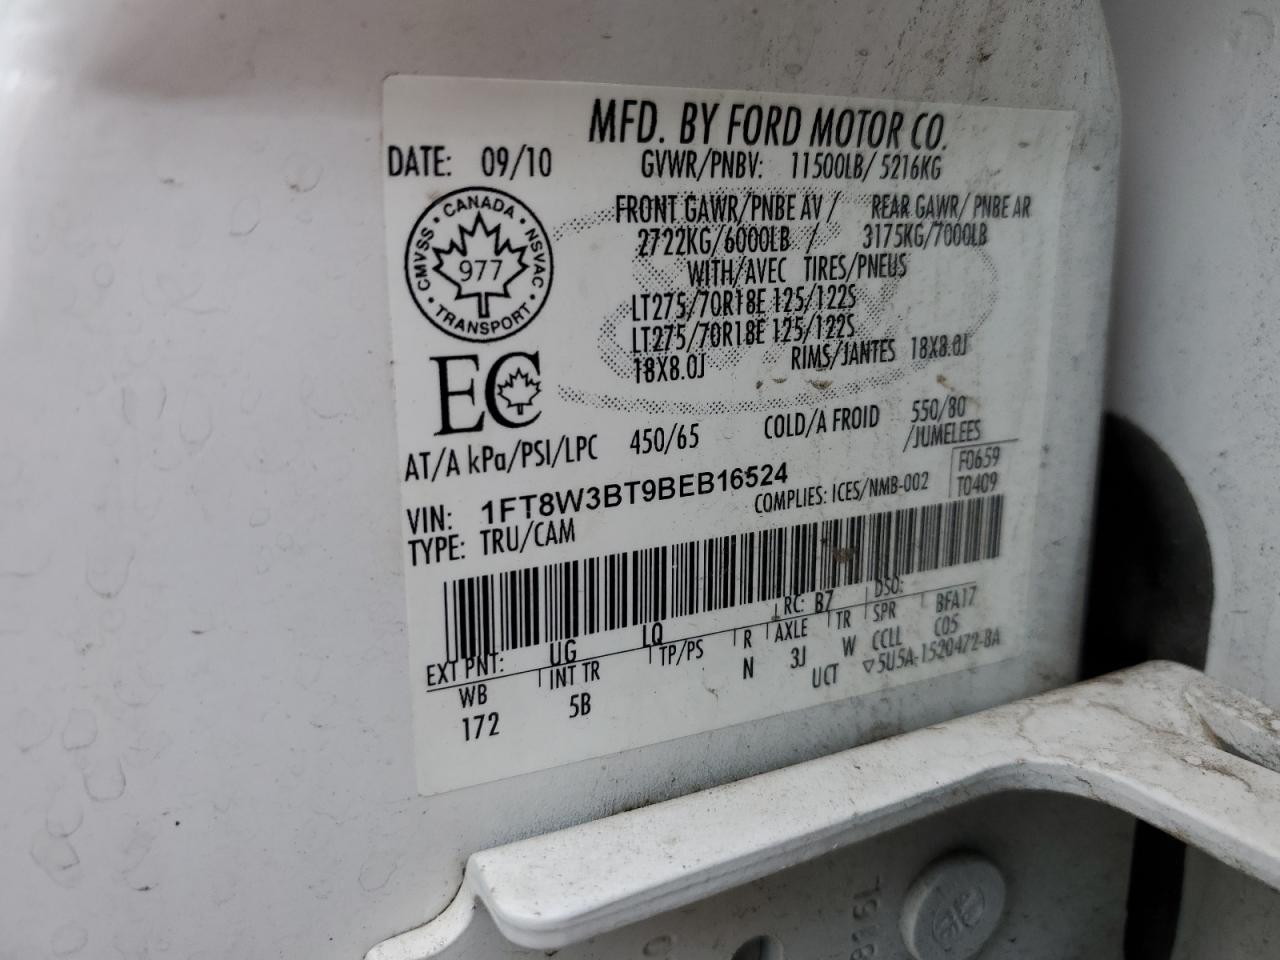 MFD. BY FORD MOTOR CO.
DATE: 09/10 GVWR/PNBV: 11500LB/ 5216KG
FRONT GAWR/PNBE AV / REAR GAWR/ PNBE AR
2722KG/6000LB / 3175KG/7000LB
WITH/AVEC TIRES/PNEUS
LT275/70R18E 125/122S
LT275/70R18E 125/122S
18X8.0J RIMS/JANTES 18X8.0J
CMVSS · CANADA · NSVAC · TRANSPORT
977
EC
AT/A kPa/PSI/LPC 450/65 COLD/A FROID 550/80
/JUMELEES
VIN: 1FT8W3BT9BEB16524
F0659
TYPE: TRU/CAM COMPLIES: ICES/NMB-002 T0409
EXT PNT: UG LQ RC: B7 DSO:
WB INT TR TP/PS R AXLE TR SPR BFA17
172 5B N 3J W CCLL C05
UCT ▽5U5A-1520472-8A